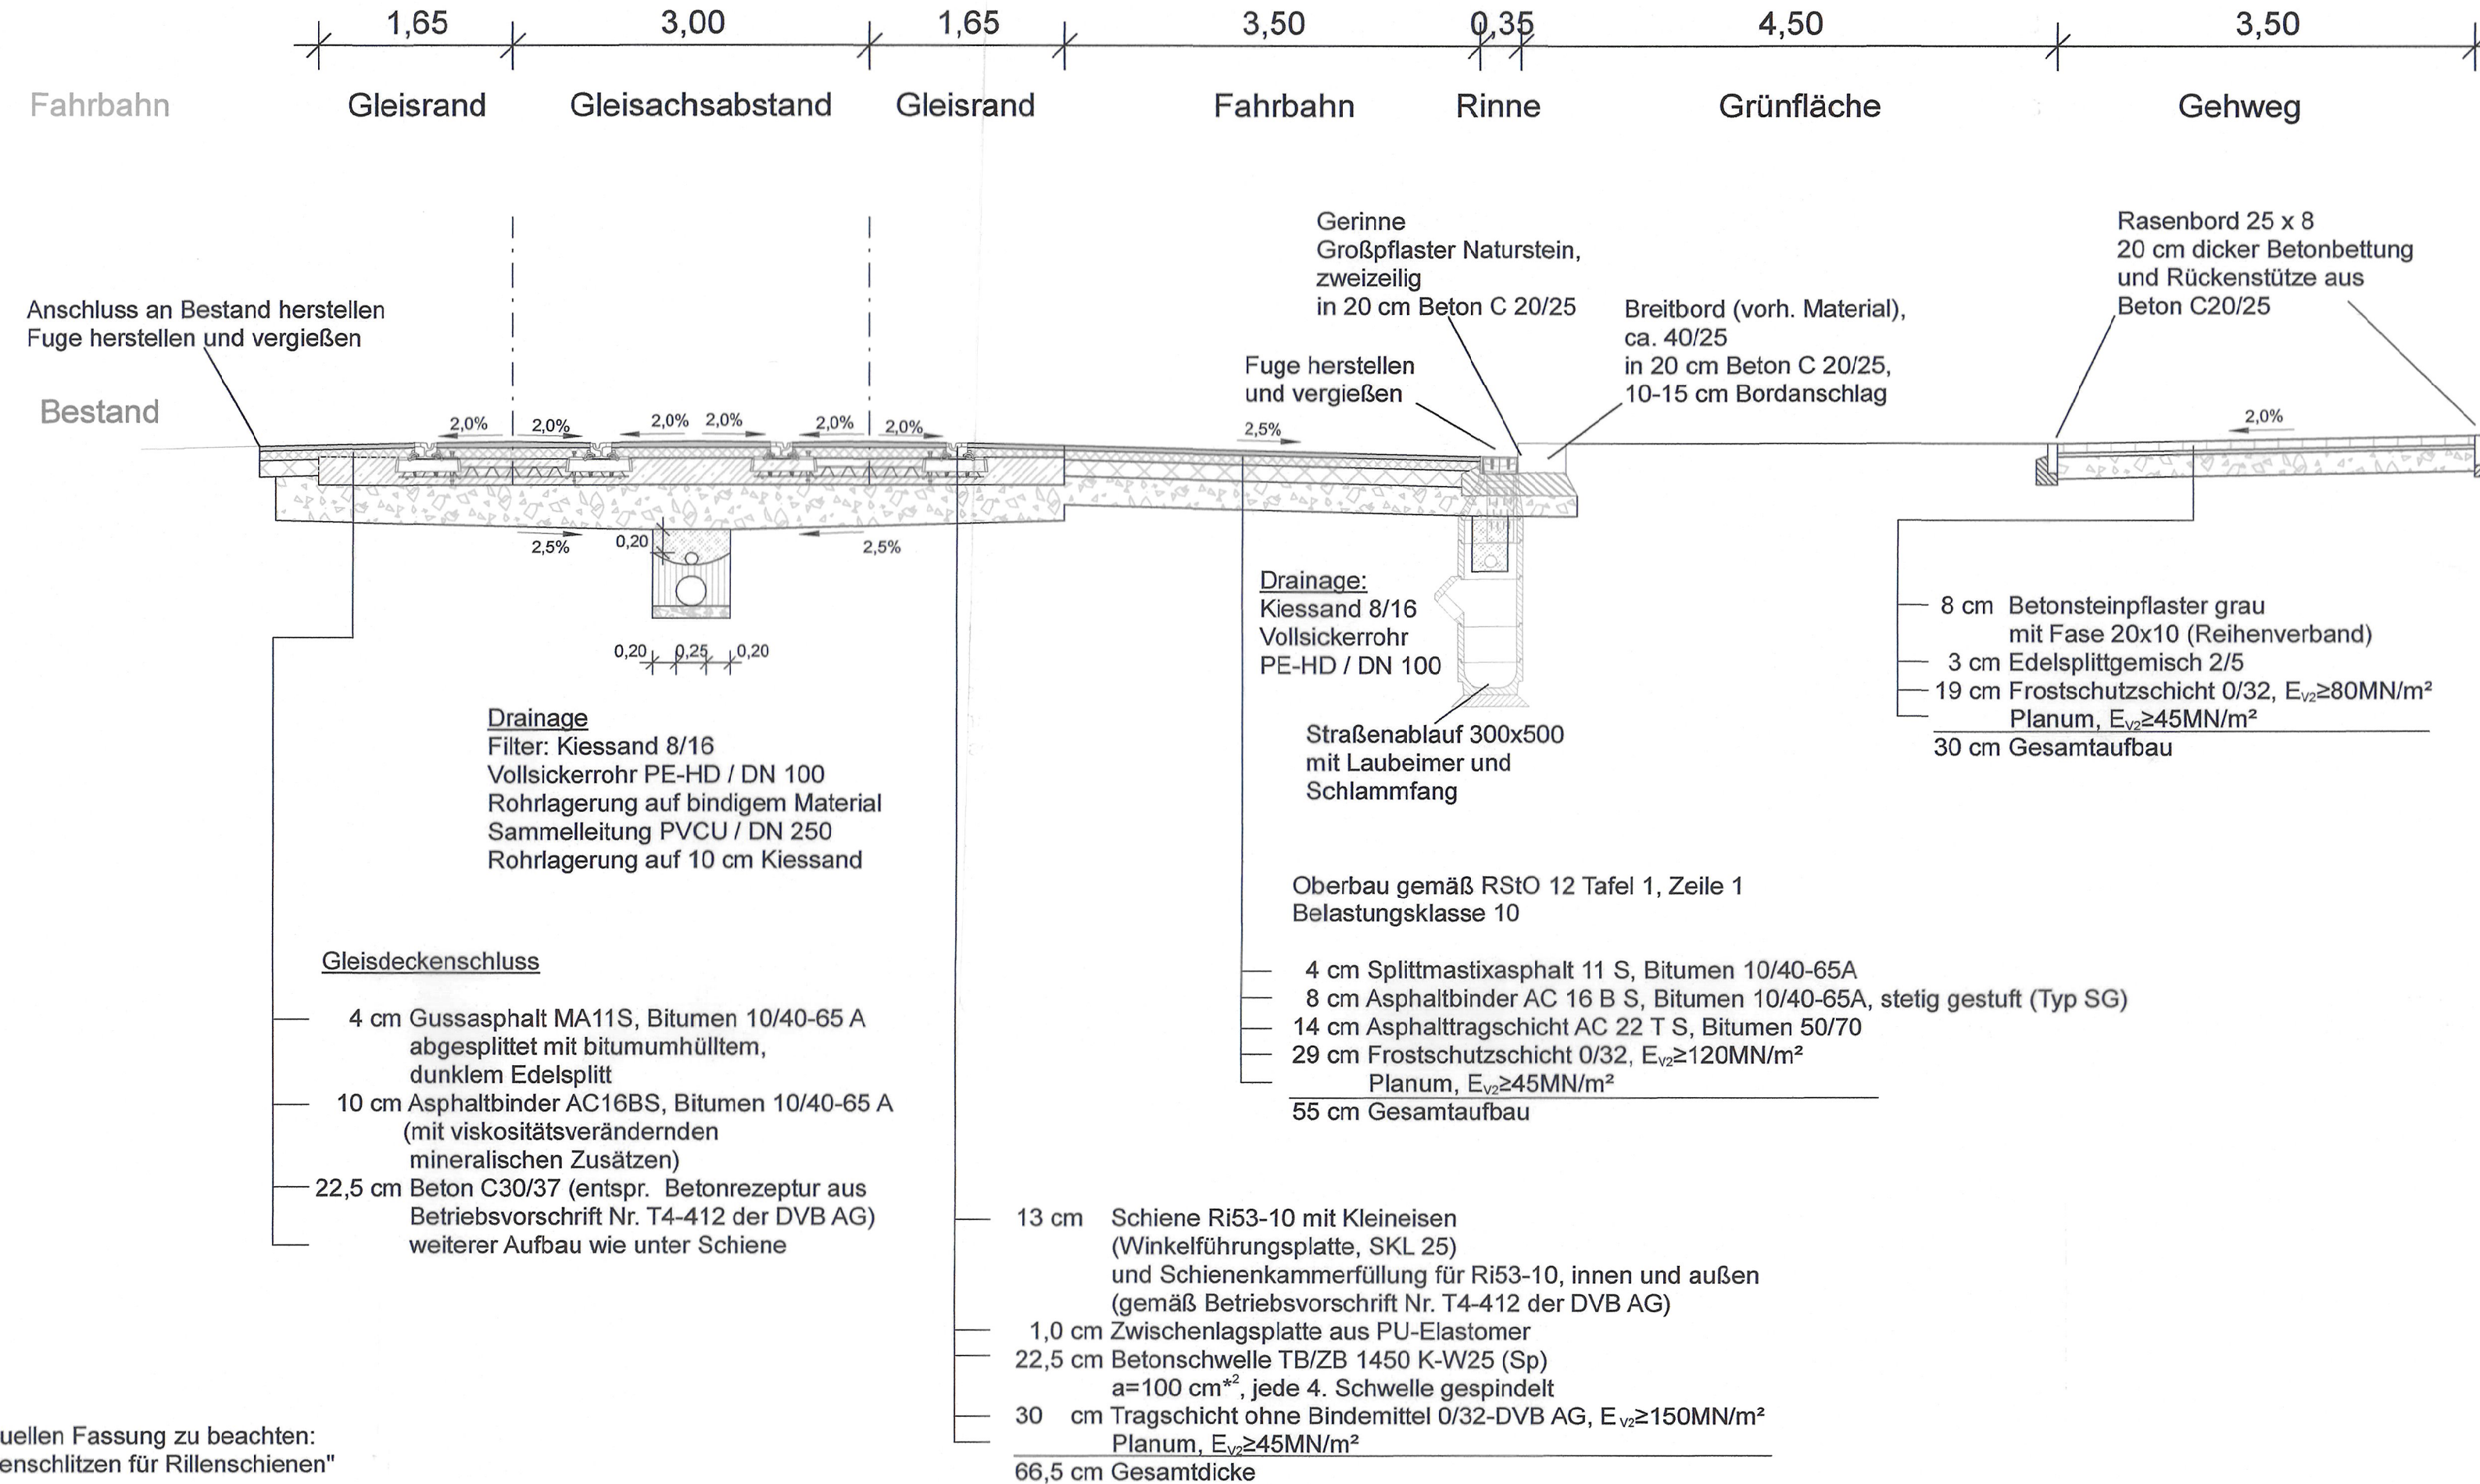 1,65 3,00 1,65 3,50 0,35 4,50 3,50
Fahrbahn Gleisrand Gleisachsabstand Gleisrand Fahrbahn Rinne Grünfläche Gehweg
Anschluss an Bestand herstellen
Fuge herstellen und vergießen
Bestand
Gerinne
Großpflaster Naturstein,
zweizeilig
in 20 cm Beton C 20/25
Fuge herstellen
und vergießen
Breitbord (vorh. Material),
ca. 40/25
in 20 cm Beton C 20/25,
10-15 cm Bordanschlag
Rasenbord 25 x 8
20 cm dicker Betonbettung
und Rückenstütze aus
Beton C20/25
2,0% 2,0% 2,0% 2,0% 2,0% 2,0% 2,5% 2,0%
2,5% 0,20 2,5%
0,20 0,25 0,20
Drainage
Filter: Kiessand 8/16
Vollsickerrohr PE-HD / DN 100
Rohrlagerung auf bindigem Material
Sammelleitung PVCU / DN 250
Rohrlagerung auf 10 cm Kiessand
Drainage:
Kiessand 8/16
Vollsickerrohr
PE-HD / DN 100
Straßenablauf 300x500
mit Laubeimer und
Schlammfang
8 cm Betonsteinpflaster grau
mit Fase 20x10 (Reihenverband)
3 cm Edelsplittgemisch 2/5
19 cm Frostschutzschicht 0/32, Ev2≥80MN/m²
Planum, Ev2≥45MN/m²
30 cm Gesamtaufbau
Oberbau gemäß RStO 12 Tafel 1, Zeile 1
Belastungsklasse 10
4 cm Splittmastixasphalt 11 S, Bitumen 10/40-65A
8 cm Asphaltbinder AC 16 B S, Bitumen 10/40-65A, stetig gestuft (Typ SG)
14 cm Asphalttragschicht AC 22 T S, Bitumen 50/70
29 cm Frostschutzschicht 0/32, Ev2≥120MN/m²
Planum, Ev2≥45MN/m²
55 cm Gesamtaufbau
Gleisdeckenschluss
4 cm Gussasphalt MA11S, Bitumen 10/40-65 A
abgesplittet mit bitumumhülltem,
dunklem Edelsplitt
10 cm Asphaltbinder AC16BS, Bitumen 10/40-65 A
(mit viskositätsverändernden
mineralischen Zusätzen)
22,5 cm Beton C30/37 (entspr. Betonrezeptur aus
Betriebsvorschrift Nr. T4-412 der DVB AG)
weiterer Aufbau wie unter Schiene
13 cm Schiene Ri53-10 mit Kleineisen
(Winkelführungsplatte, SKL 25)
und Schienenkammerfüllung für Ri53-10, innen und außen
(gemäß Betriebsvorschrift Nr. T4-412 der DVB AG)
1,0 cm Zwischenlagsplatte aus PU-Elastomer
22,5 cm Betonschwelle TB/ZB 1450 K-W25 (Sp)
a=100 cm*², jede 4. Schwelle gespindelt
30 cm Tragschicht ohne Bindemittel 0/32-DVB AG, Ev2≥150MN/m²
Planum, Ev2≥45MN/m²
66,5 cm Gesamtdicke
uellen Fassung zu beachten:
enschlitzen für Rillenschienen"